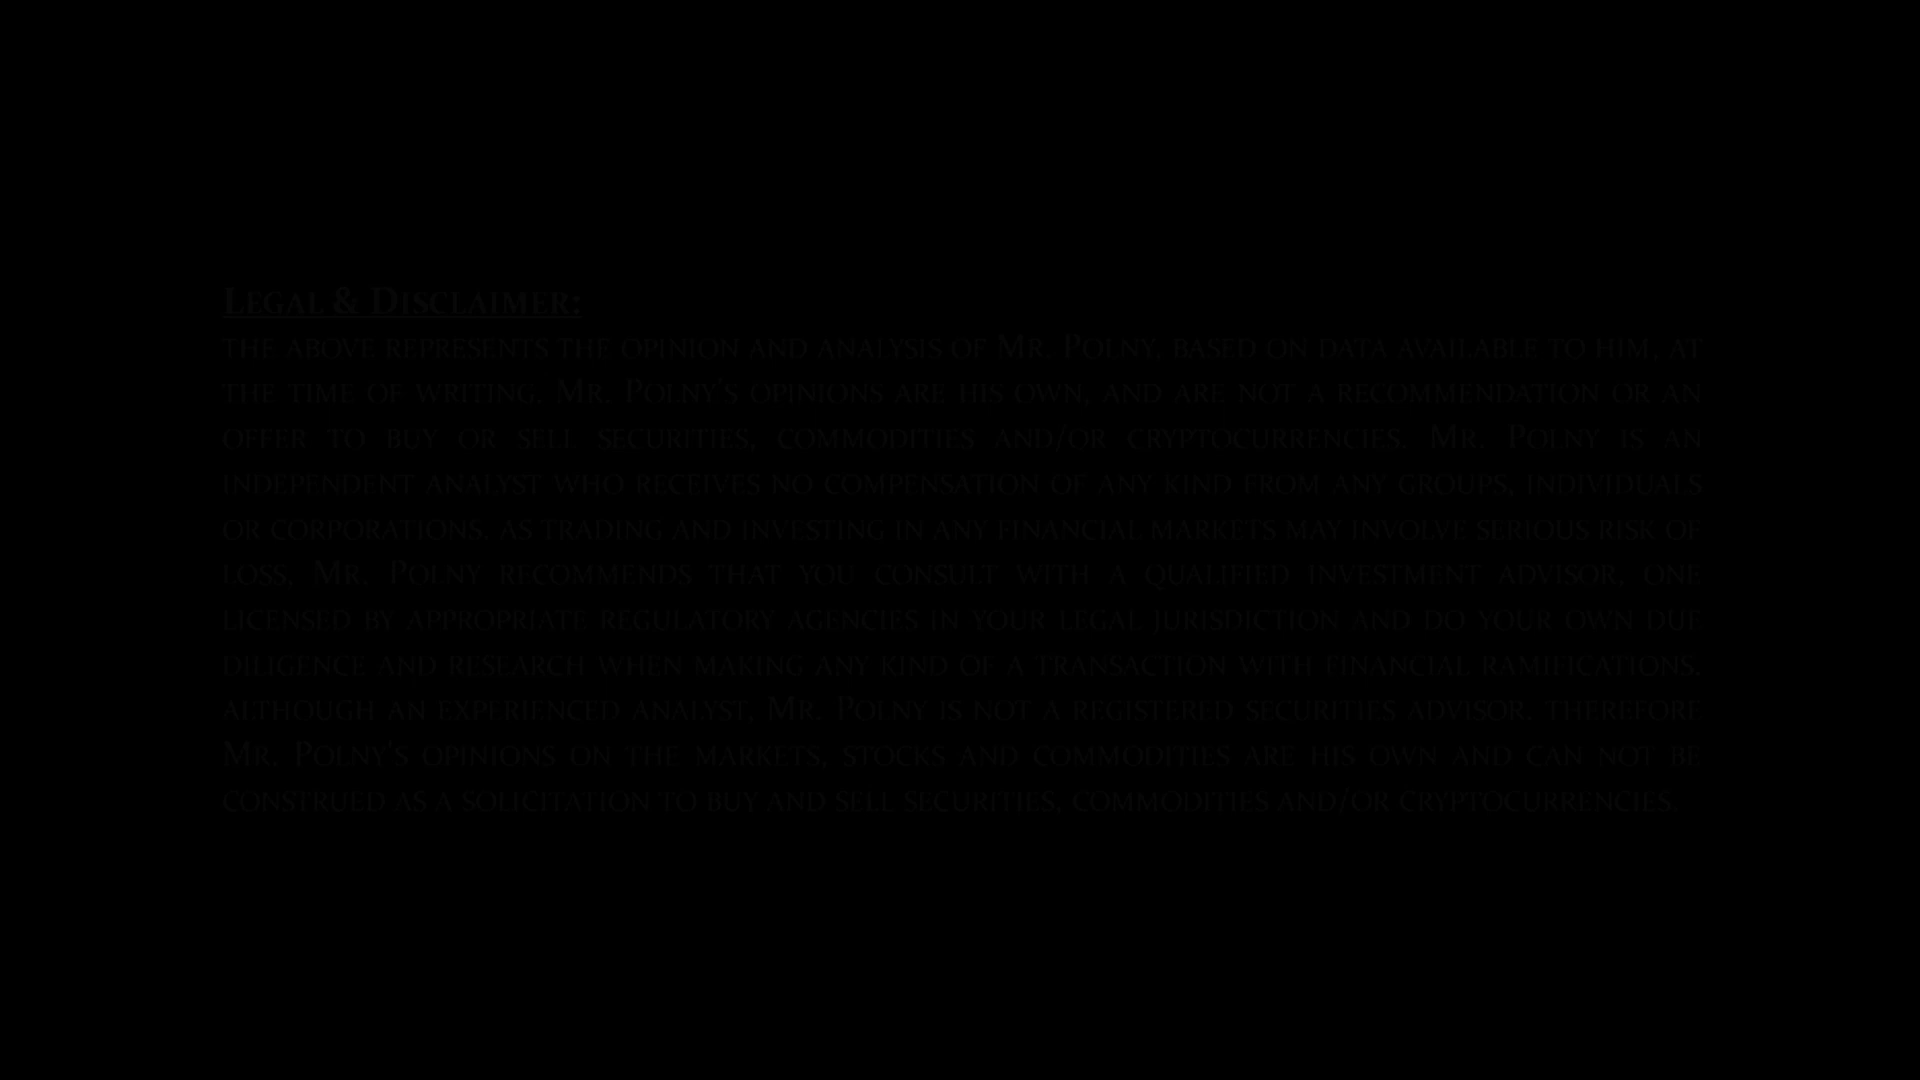 LEGAL & DISCLAIMER:
THE ABOVE REPRESENTS THE OPINION AND ANALYSIS OF MR. POLNY, BASED ON DATA AVAILABLE TO HIM, AT
THE TIME OF WRITING. MR. POLNY'S OPINIONS ARE HIS OWN, AND ARE NOT A RECOMMENDATION OR AN
OFFER TO BUY OR SELL SECURITIES, COMMODITIES AND/OR CRYPTOCURRENCIES. MR. POLNY IS AN
INDEPENDENT ANALYST WHO RECEIVES NO COMPENSATION OF ANY KIND FROM ANY GROUPS, INDIVIDUALS
OR CORPORATIONS. AS TRADING AND INVESTING IN ANY FINANCIAL MARKETS MAY INVOLVE SERIOUS RISK OF
LOSS, MR. POLNY RECOMMENDS THAT YOU CONSULT WITH A QUALIFIED INVESTMENT ADVISOR, ONE
LICENSED BY APPROPRIATE REGULATORY AGENCIES IN YOUR LEGAL JURISDICTION AND DO YOUR OWN DUE
DILIGENCE AND RESEARCH WHEN MAKING ANY KIND OF A TRANSACTION WITH FINANCIAL RAMIFICATIONS.
ALTHOUGH AN EXPERIENCED ANALYST, MR. POLNY IS NOT A REGISTERED SECURITIES ADVISOR. THEREFORE
MR. POLNY'S OPINIONS ON THE MARKETS, STOCKS AND COMMODITIES ARE HIS OWN AND CAN NOT BE
CONSTRUED AS A SOLICITATION TO BUY AND SELL SECURITIES, COMMODITIES AND/OR CRYPTOCURRENCIES.